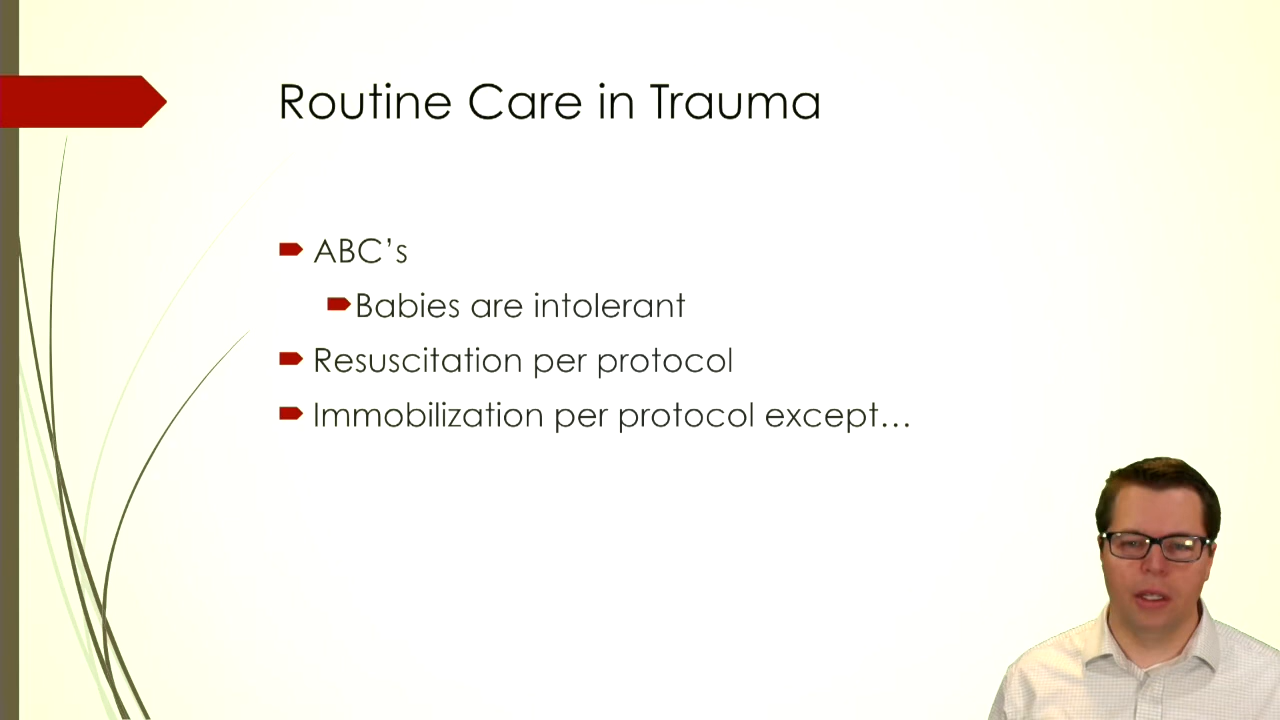 Routine Care in Trauma
ABC’s
Babies are intolerant
Resuscitation per protocol
Immobilization per protocol except…